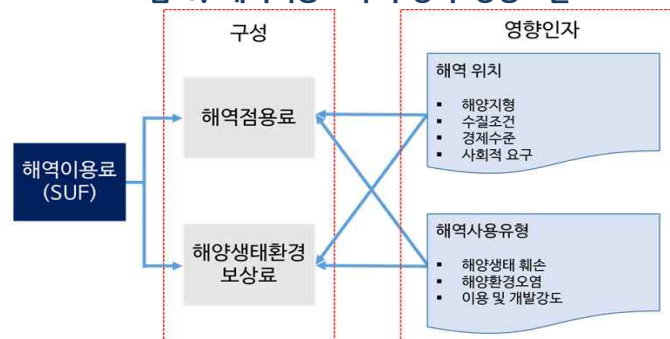 구성
영향인자
해역이용료
(SUF)
해역점용료
해양생태환경
보상료
해역 위치
▪ 해양지형
▪ 수질조건
▪ 경제수준
▪ 사회적 요구
해역사용유형
▪ 해양생태 훼손
▪ 해양환경오염
▪ 이용 및 개발강도